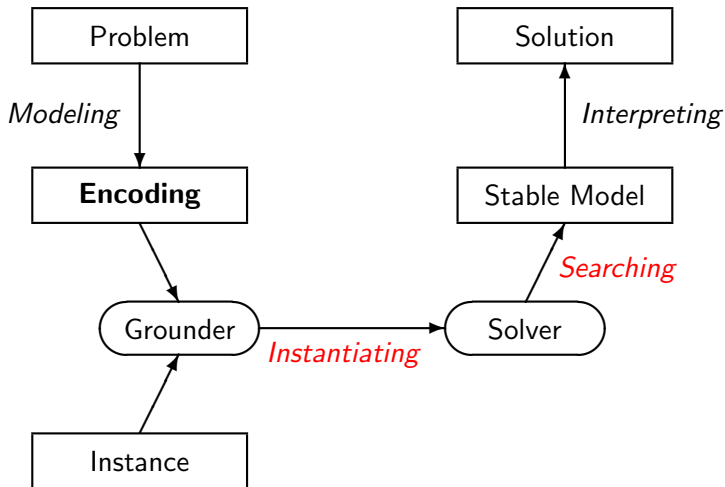 Problem
Solution
Modeling
Interpreting
Encoding
Stable Model
Searching
Grounder
Solver
Instantiating
Instance